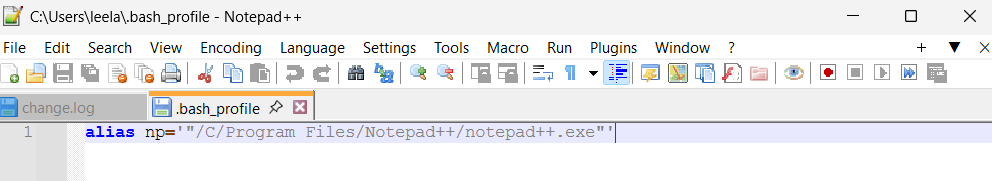 C:\Users\leela\.bash_profile - Notepad++
File Edit Search View Encoding Language Settings Tools Macro Run Plugins Window ? + ▼ X
change.log .bash_profile
1 alias np='"/C/Program Files/Notepad++/notepad++.exe"'